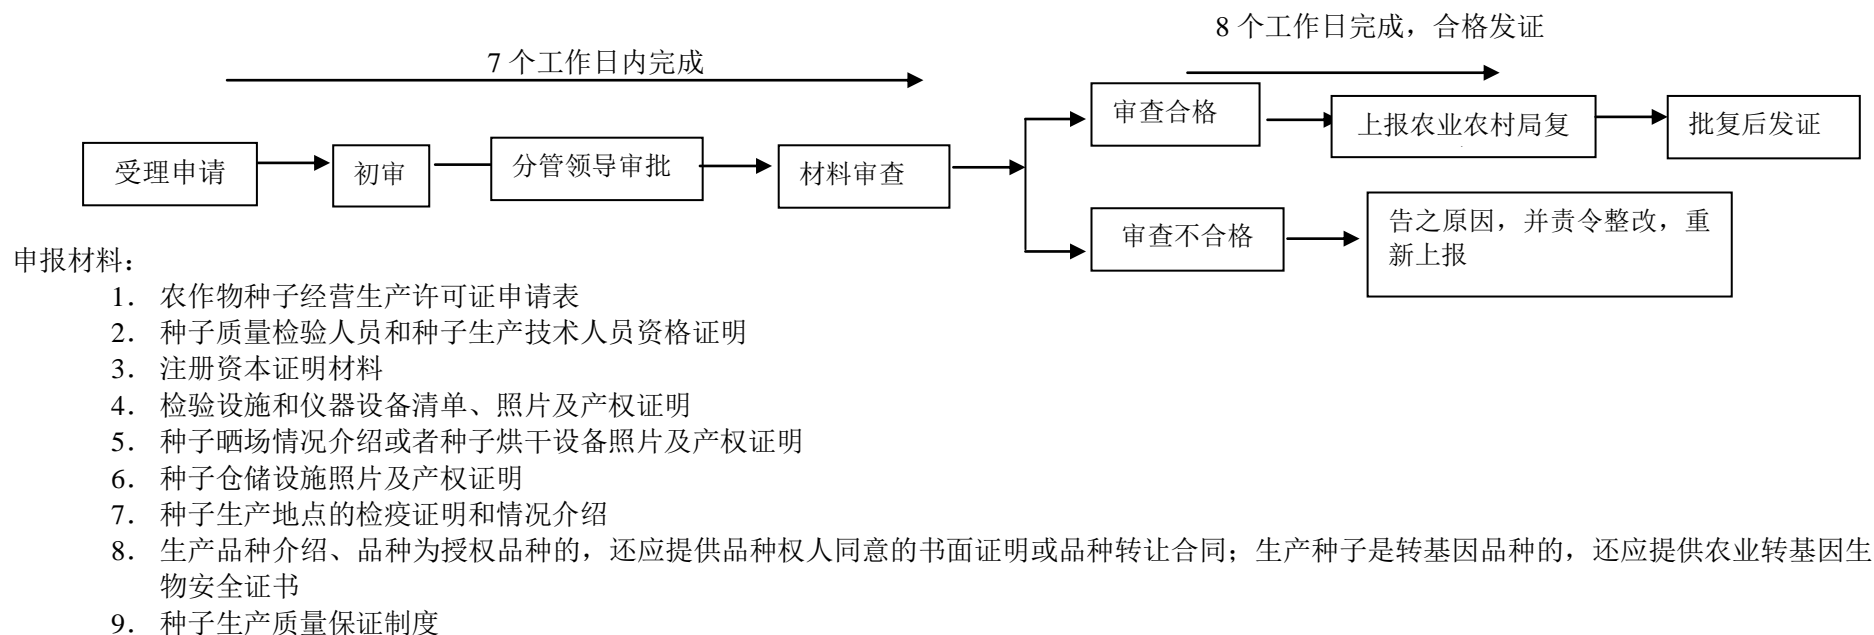 8 个工作日完成，合格发证
7 个工作日内完成
受理申请
初审
分管领导审批
材料审查
审查合格
上报农业农村局复
批复后发证
审查不合格
告之原因，并责令整改，重
新上报
申报材料：
1. 农作物种子经营生产许可证申请表
2. 种子质量检验人员和种子生产技术人员资格证明
3. 注册资本证明材料
4. 检验设施和仪器设备清单、照片及产权证明
5. 种子晒场情况介绍或者种子烘干设备照片及产权证明
6. 种子仓储设施照片及产权证明
7. 种子生产地点的检疫证明和情况介绍
8. 生产品种介绍、品种为授权品种的，还应提供品种权人同意的书面证明或品种转让合同；生产种子是转基因品种的，还应提供农业转基因生
物安全证书
9. 种子生产质量保证制度